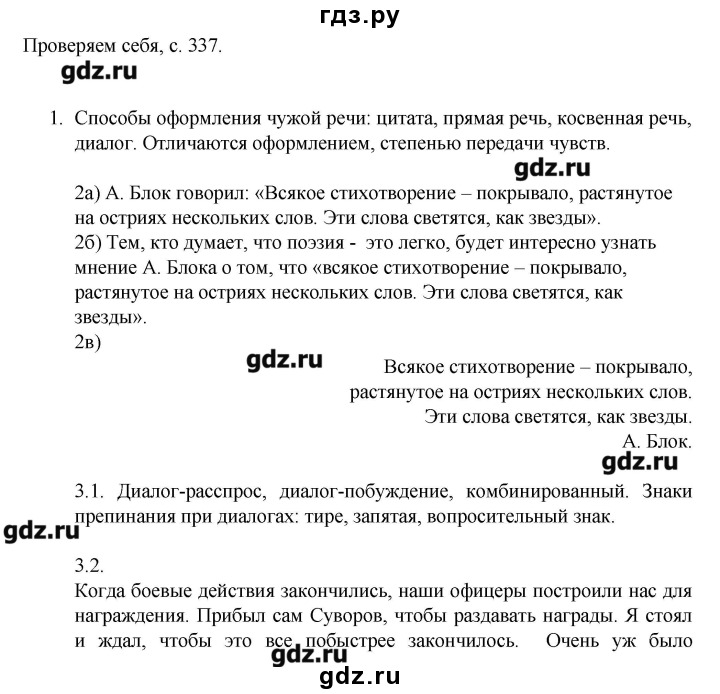 гдз.ру
Проверяем себя, с. 337.
gdz.ru
1. Способы оформления чужой речи: цитата, прямая речь, косвенная речь,
диалог. Отличаются оформлением, степенью передачи чувств.
gdz.ru
2а) А. Блок говорил: «Всякое стихотворение – покрывало, растянутое
на остриях нескольких слов. Эти слова светятся, как звезды».
2б) Тем, кто думает, что поэзия - это легко, будет интересно узнать
мнение А. Блока о том, что «всякое стихотворение – покрывало,
растянутое на остриях нескольких слов. Эти слова светятся, как
звезды».
2в)
gdz.ru
Всякое стихотворение – покрывало,
растянутое на остриях нескольких слов.
Эти слова светятся, как звезды.
А. Блок.
gdz.ru
3.1. Диалог-расспрос, диалог-побуждение, комбинированный. Знаки
препинания при диалогах: тире, запятая, вопросительный знак.
gdz.ru
3.2.
Когда боевые действия закончились, наши офицеры построили нас для
награждения. Прибыл сам Суворов, чтобы раздавать награды. Я стоял
и ждал, чтобы это все побыстрее закончилось. Очень уж было
gdz.ru
gdz.ru